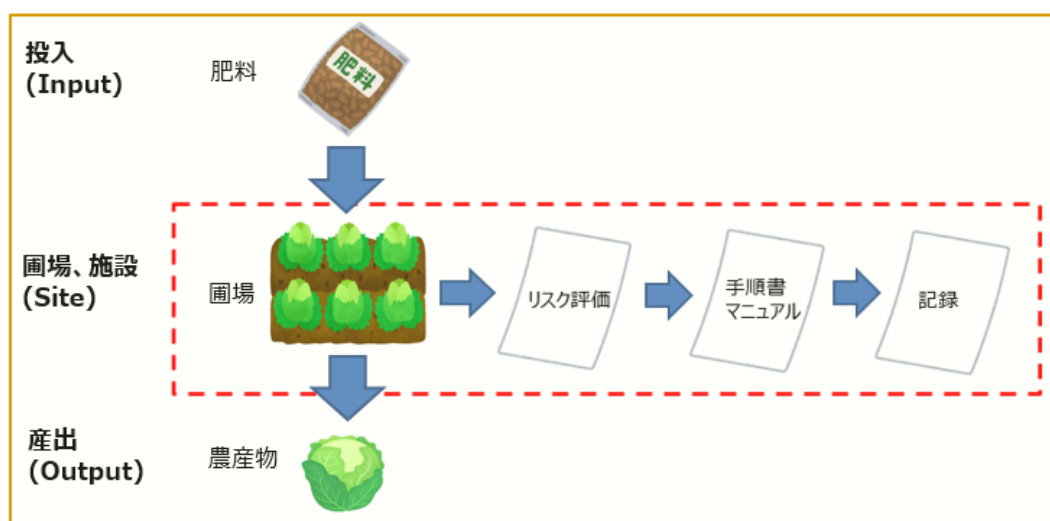 投入
(Input)
肥料
肥料
圃場、施設
(Site)
圃場
リスク評価
手順書
マニュアル
記録
産出
(Output)
農産物